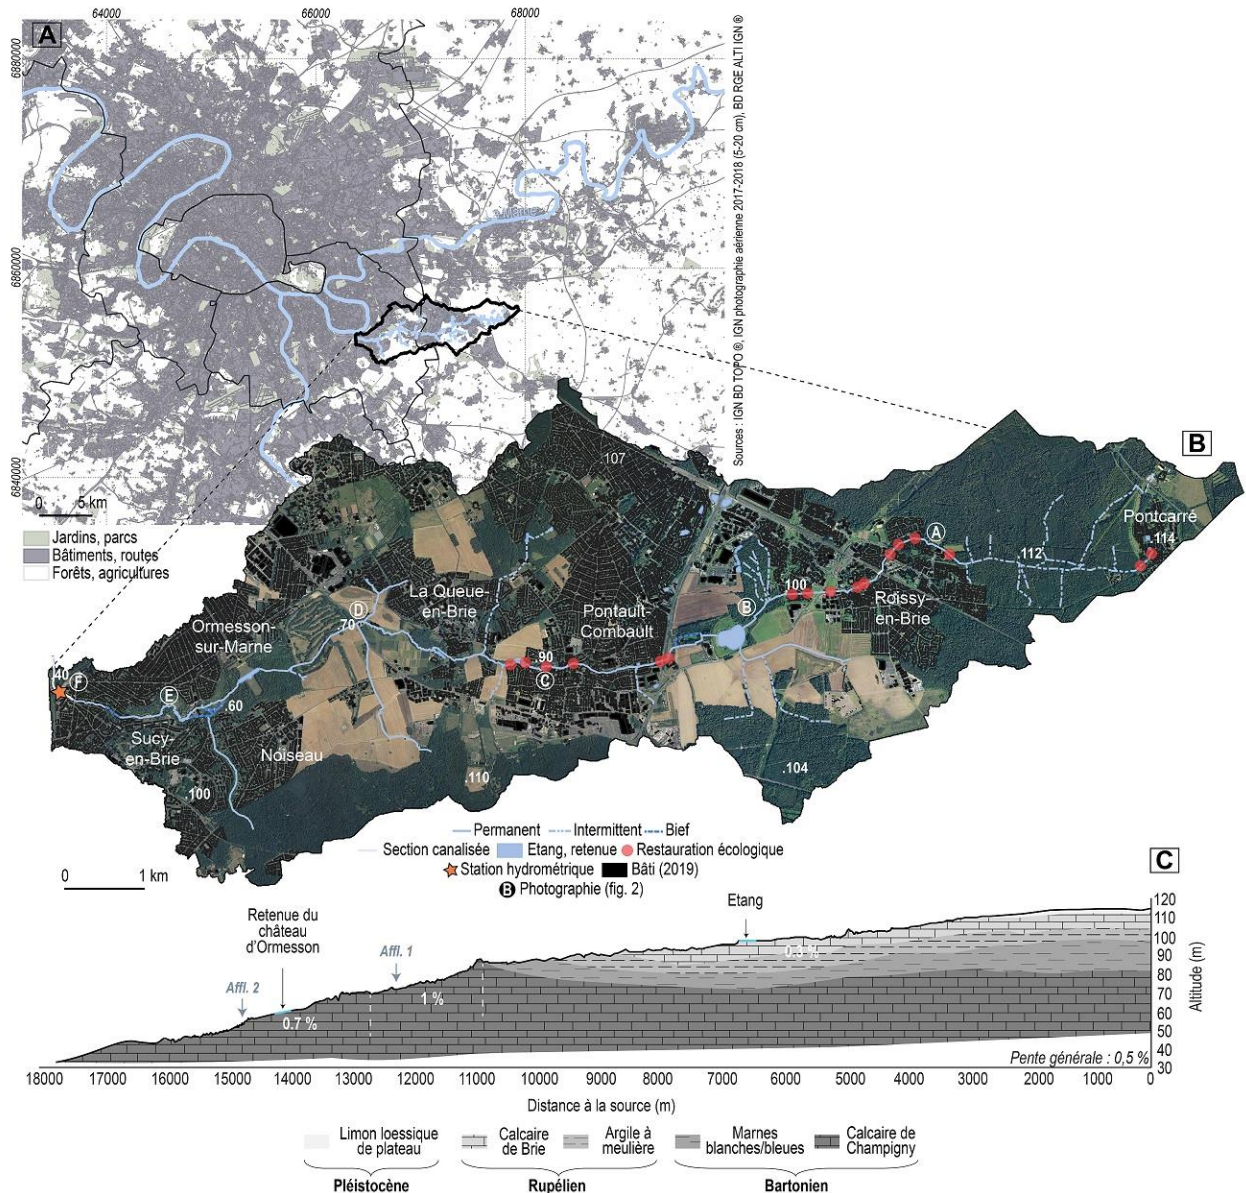 A
64000
66000
68000
6880000
6860000
6840000
Marne
0 5 km
Jardins, parcs
Bâtiments, routes
Forêts, agricultures
Sources : IGN BD TOPO ®, IGN photographie aérienne 2017-2018 (5-20 cm), BD RGE ALTI IGN ®
B
107
Pontcarré
.114
112
A
100
Roissy-
en-Brie
B
La Queue-
en-Brie
Pontault-
Combault
D
.70
Ormesson-
sur-Marne
.90
C
40
F
E
.60
Sucy-
en-Brie
Noiseau
.100
.110
.104
Permanent
Intermittent
Bief
Section canalisée
Etang, retenue
Restauration écologique
Station hydrométrique
Bâti (2019)
B Photographie (fig. 2)
0 1 km
C
Retenue du
château
d'Ormesson
Affl. 2
Affl. 1
Etang
0.7 %
1 %
0.3 %
Pente générale : 0,5 %
120
110
100
90
80
70
60
50
40
30
Altitude (m)
18000 17000 16000 15000 14000 13000 12000 11000 10000 9000 8000 7000 6000 5000 4000 3000 2000 1000 0
Distance à la source (m)
Limon loessique
de plateau
Calcaire
de Brie
Argile à
meulière
Marnes
blanches/bleues
Calcaire de
Champigny
Pléistocène
Rupélien
Bartonien